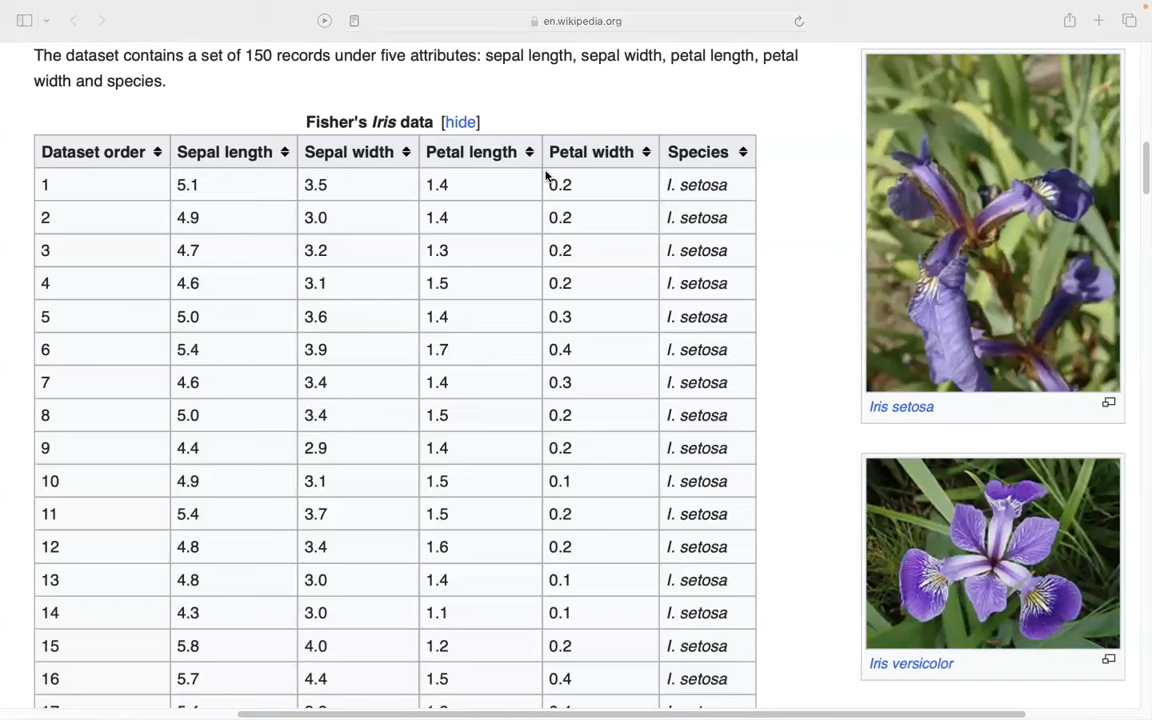 en.wikipedia.org
The dataset contains a set of 150 records under five attributes: sepal length, sepal width, petal length, petal
width and species.
Fisher's Iris data [hide]
Dataset order Sepal length Sepal width Petal length Petal width Species
1 5.1 3.5 1.4 0.2 I. setosa
2 4.9 3.0 1.4 0.2 I. setosa
3 4.7 3.2 1.3 0.2 I. setosa
4 4.6 3.1 1.5 0.2 I. setosa
5 5.0 3.6 1.4 0.3 I. setosa
6 5.4 3.9 1.7 0.4 I. setosa
7 4.6 3.4 1.4 0.3 I. setosa
8 5.0 3.4 1.5 0.2 I. setosa
9 4.4 2.9 1.4 0.2 I. setosa
10 4.9 3.1 1.5 0.1 I. setosa
11 5.4 3.7 1.5 0.2 I. setosa
12 4.8 3.4 1.6 0.2 I. setosa
13 4.8 3.0 1.4 0.1 I. setosa
14 4.3 3.0 1.1 0.1 I. setosa
15 5.8 4.0 1.2 0.2 I. setosa
16 5.7 4.4 1.5 0.4 I. setosa
Iris setosa
Iris versicolor